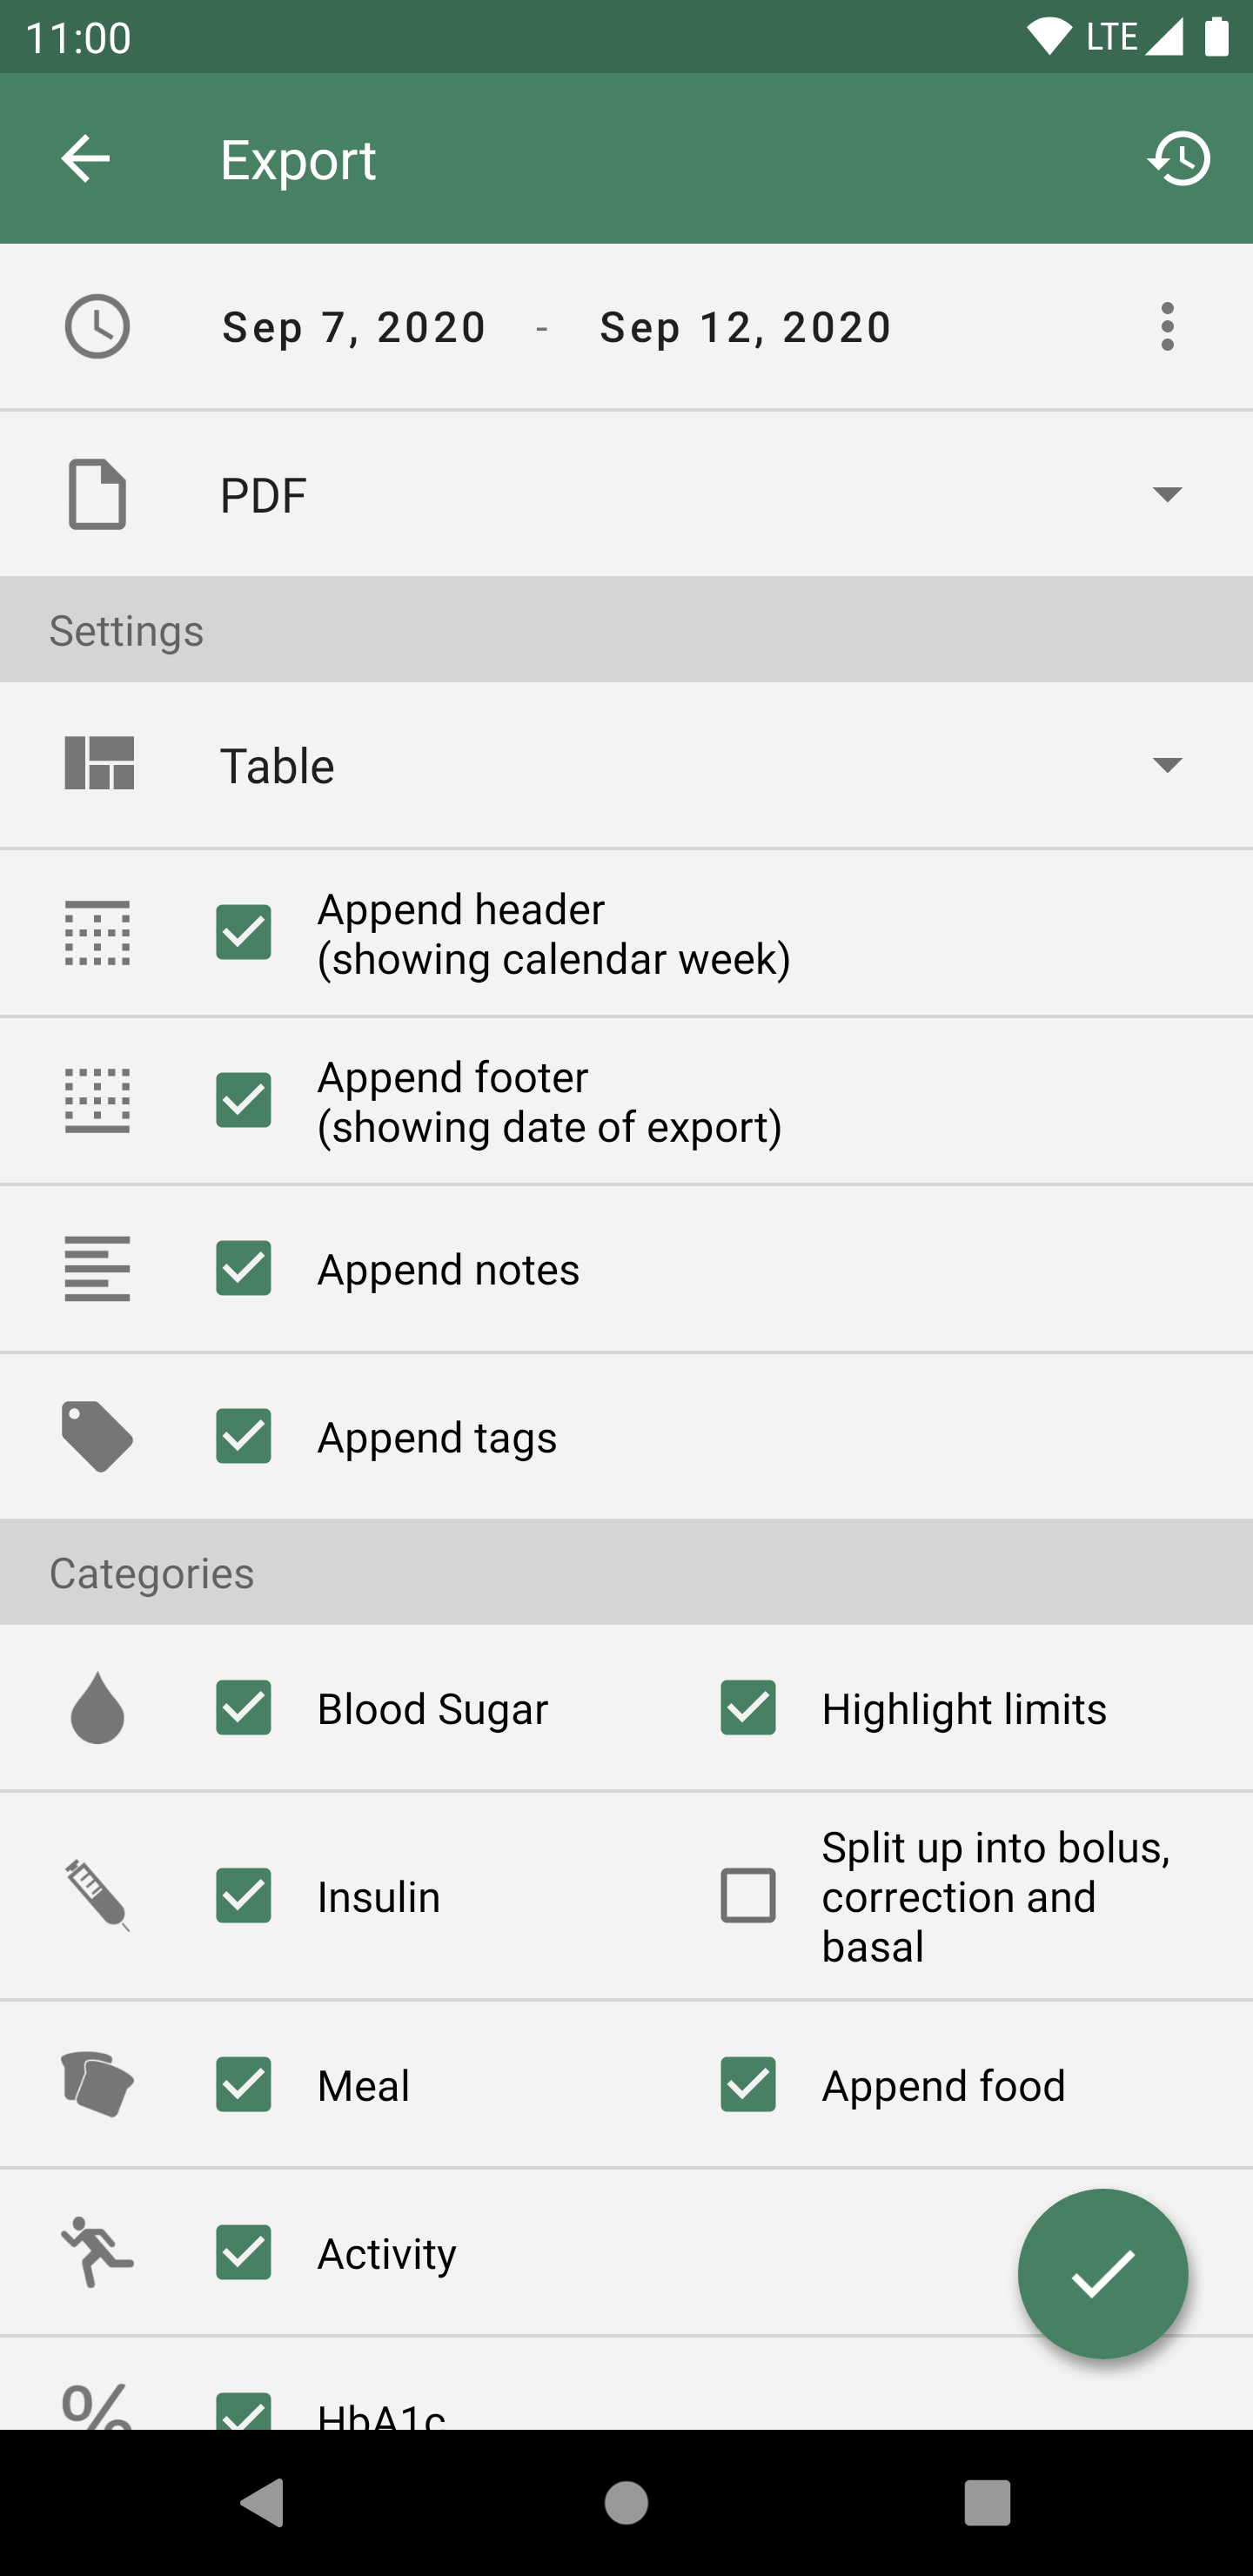 11:00 LTE
Export
Sep 7, 2020 - Sep 12, 2020
PDF
Settings
Table
Append header
(showing calendar week)
Append footer
(showing date of export)
Append notes
Append tags
Categories
Blood Sugar Highlight limits
Insulin Split up into bolus,
correction and
basal
Meal Append food
Activity
% HbA1c